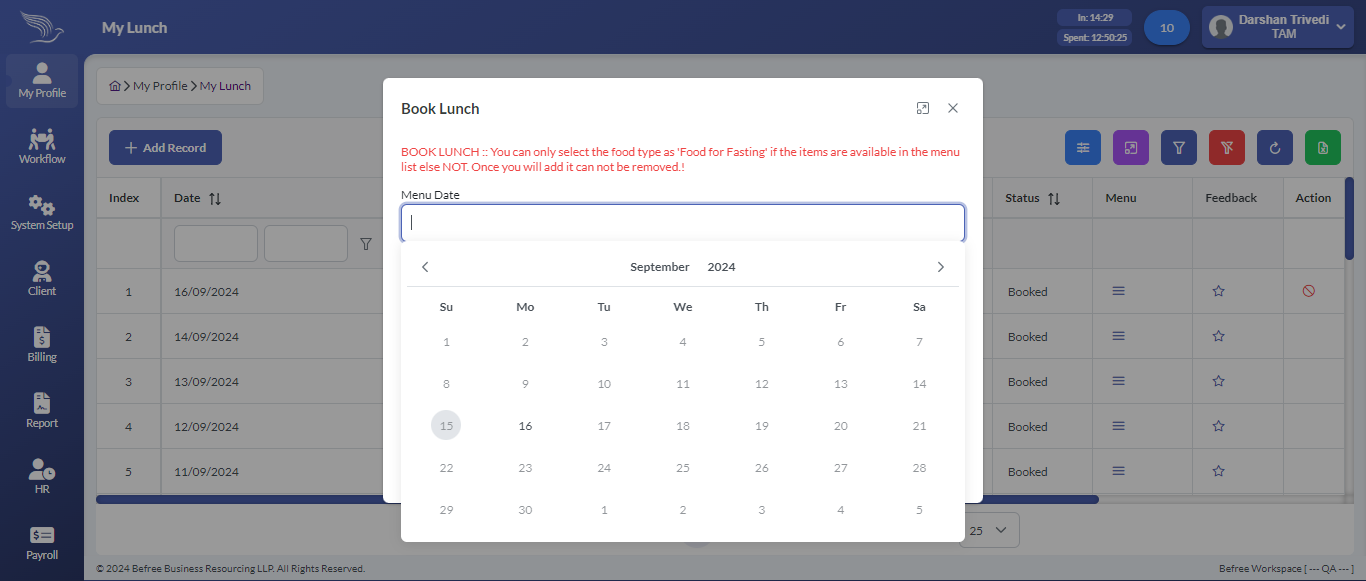 My Lunch
In: 14:29
Spent: 12:50:25
10
Darshan Trivedi
TAM
My Profile
Workflow
System Setup
Client
Billing
Report
HR
Payroll
My Profile My Lunch
Add Record
Index Date Status Menu Feedback Action
1 16/09/2024 Booked
2 14/09/2024 Booked
3 13/09/2024 Booked
4 12/09/2024 Booked
5 11/09/2024 Booked
Book Lunch
BOOK LUNCH :: You can only select the food type as 'Food for Fasting' if the items are available in the menu
list else NOT. Once you will add it can not be removed.!
Menu Date
September 2024
Su Mo Tu We Th Fr Sa
1 2 3 4 5 6 7
8 9 10 11 12 13 14
15 16 17 18 19 20 21
22 23 24 25 26 27 28
29 30 1 2 3 4 5
25
© 2024 Befree Business Resourcing LLP. All Rights Reserved.
Befree Workspace [ --- QA --- ]